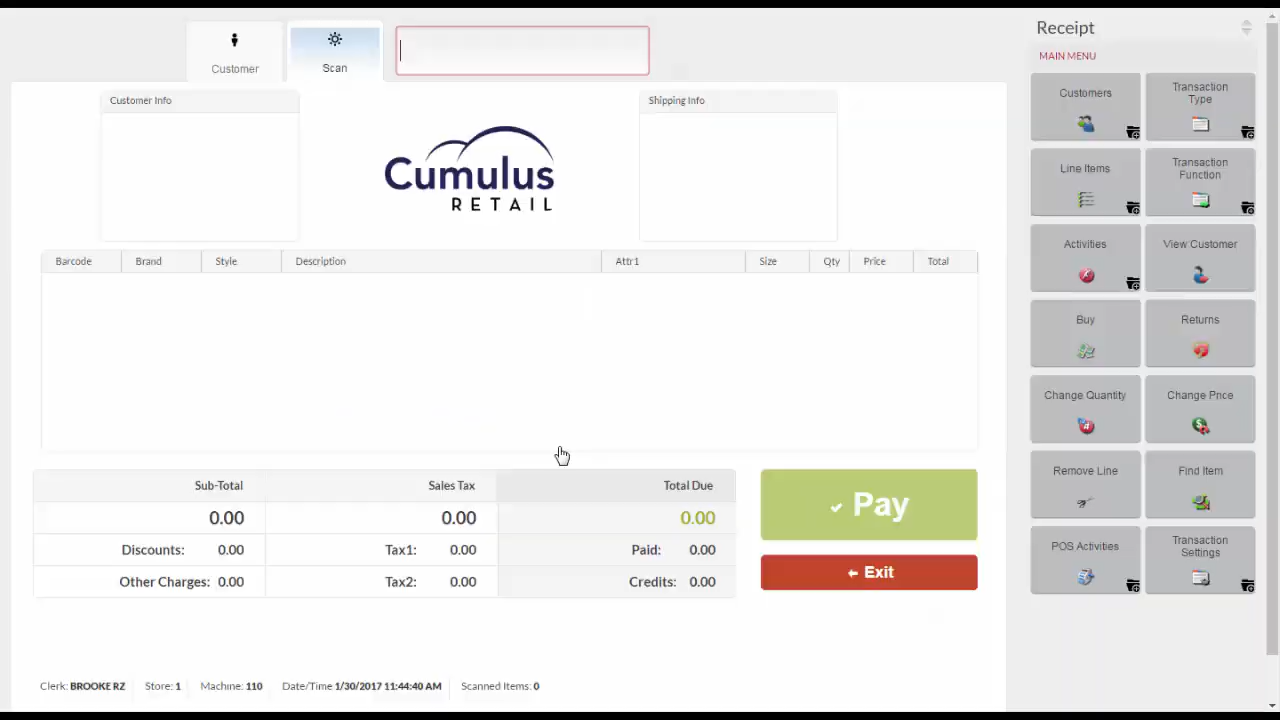 Customer
Scan
Customer Info
Cumulus
RETAIL
Shipping Info
Barcode Brand Style Description Attr1 Size Qty Price Total
Sub-Total Sales Tax Total Due
0.00 0.00 0.00
Discounts: 0.00 Tax1: 0.00 Paid: 0.00
Other Charges: 0.00 Tax2: 0.00 Credits: 0.00
Pay
Exit
Clerk: BROOKE RZ Store: 1 Machine: 110 Date/Time 1/30/2017 11:44:40 AM Scanned Items: 0
Receipt
MAIN MENU
Customers
Transaction
Type
Line Items
Transaction
Function
Activities
View Customer
Buy
Returns
Change Quantity
Change Price
Remove Line
Find Item
POS Activities
Transaction
Settings